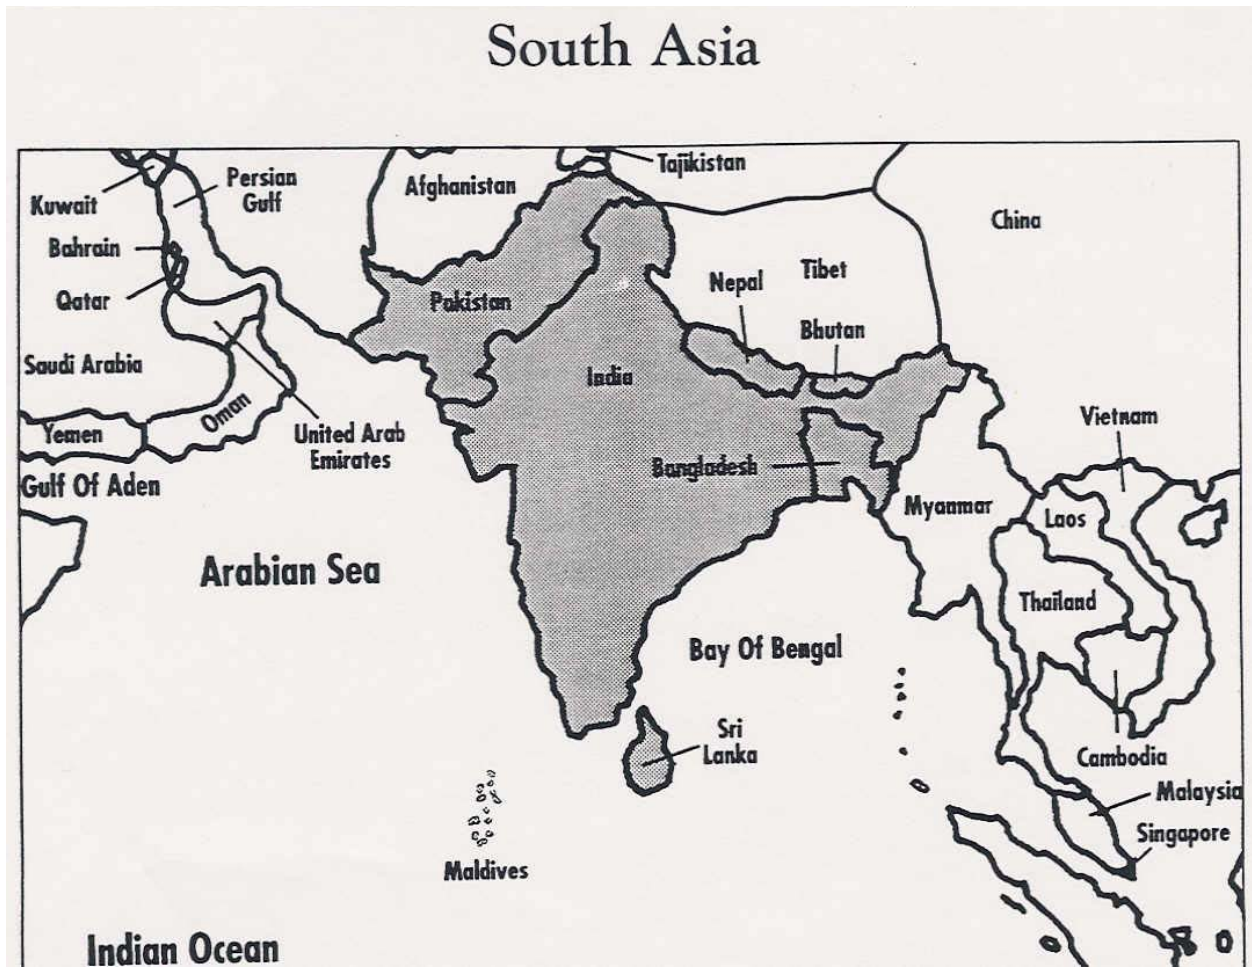 South Asia
Tajikistan
Kuwait
Persian
Gulf
Afghanistan
China
Bahrain
Qatar
Pakistan
Nepal
Tibet
Bhutan
Saudi Arabia
India
Oman
Yemen
United Arab
Emirates
Vietnam
Gulf Of Aden
Bangladesh
Myanmar
Laos
Arabian Sea
Thailand
Bay Of Bengal
Sri
Lanka
Cambodia
Malaysia
Singapore
Maldives
Indian Ocean